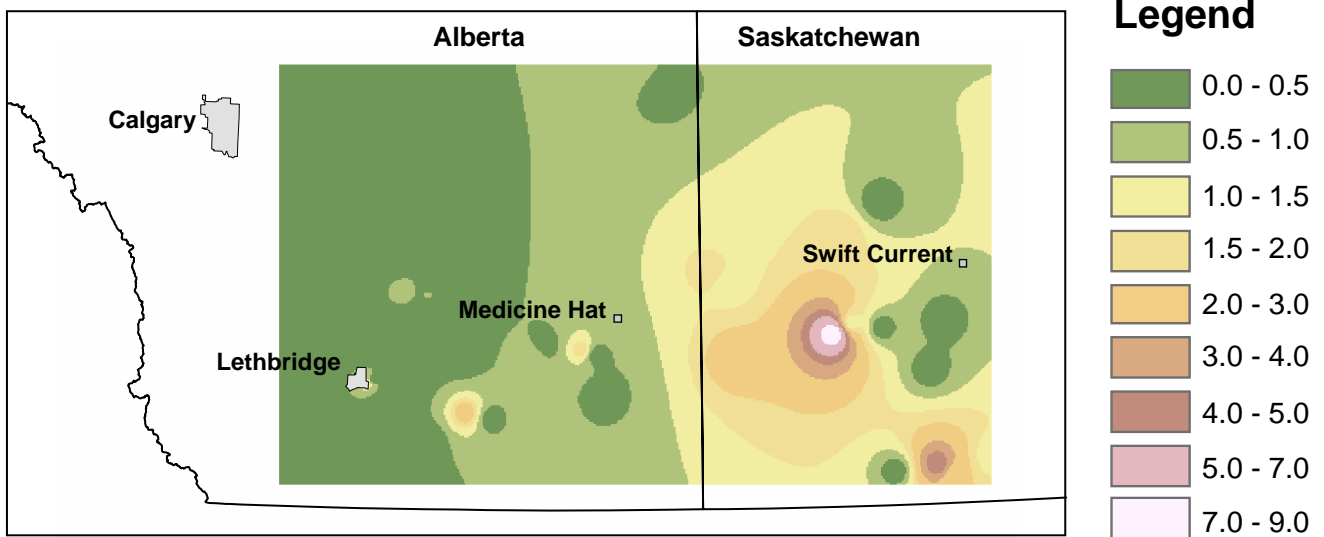 Alberta
Saskatchewan
Calgary
Swift Current
Medicine Hat
Lethbridge
Legend
0.0 - 0.5
0.5 - 1.0
1.0 - 1.5
1.5 - 2.0
2.0 - 3.0
3.0 - 4.0
4.0 - 5.0
5.0 - 7.0
7.0 - 9.0